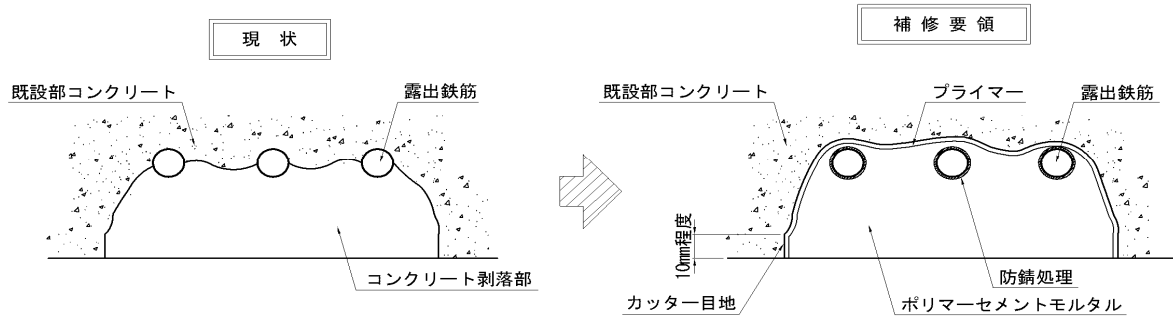 現状
既設部コンクリート
露出鉄筋
コンクリート剥落部
補修要領
既設部コンクリート
プライマー
露出鉄筋
10mm程度
カッター目地
防錆処理
ポリマーセメントモルタル